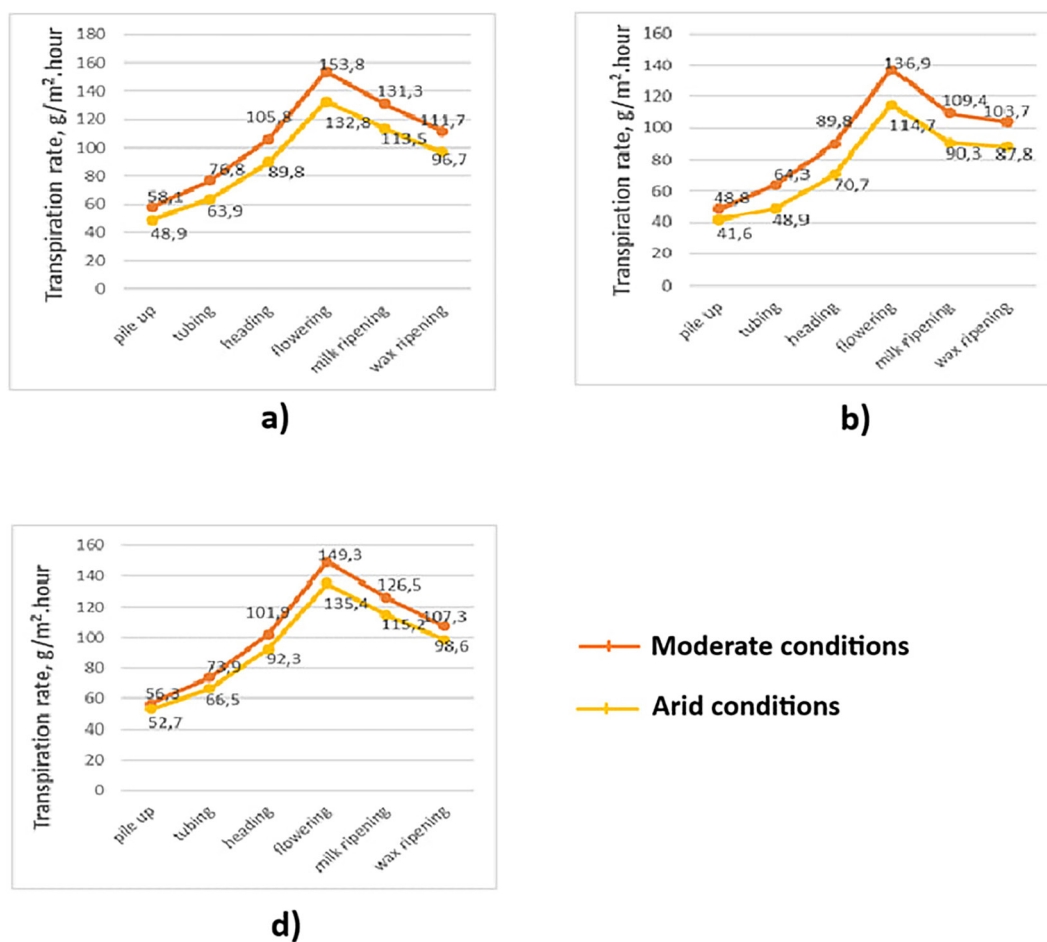 Transpiration rate, g/m².hour
180
160
140
120
100
80
60
40
20
0
58,1
76,8
105,8
153,8
131,3
111,7
48,9
63,9
89,8
132,8
113,5
96,7
pile up
tubing
heading
flowering
milk ripening
wax ripening
a)
Transpiration rate, g/m².hour
160
140
120
100
80
60
40
20
0
48,8
64,3
89,8
136,9
109,4
103,7
41,6
48,9
70,7
114,7
90,3
87,8
pile up
tubing
heading
flowering
milk ripening
wax ripening
b)
Transpiration rate, g/m².hour
160
140
120
100
80
60
40
20
0
56,3
73,9
101,9
149,3
126,5
107,3
52,7
66,5
92,3
135,4
115,2
98,6
pile up
tubing
heading
flowering
milk ripening
wax ripening
d)
Moderate conditions
Arid conditions